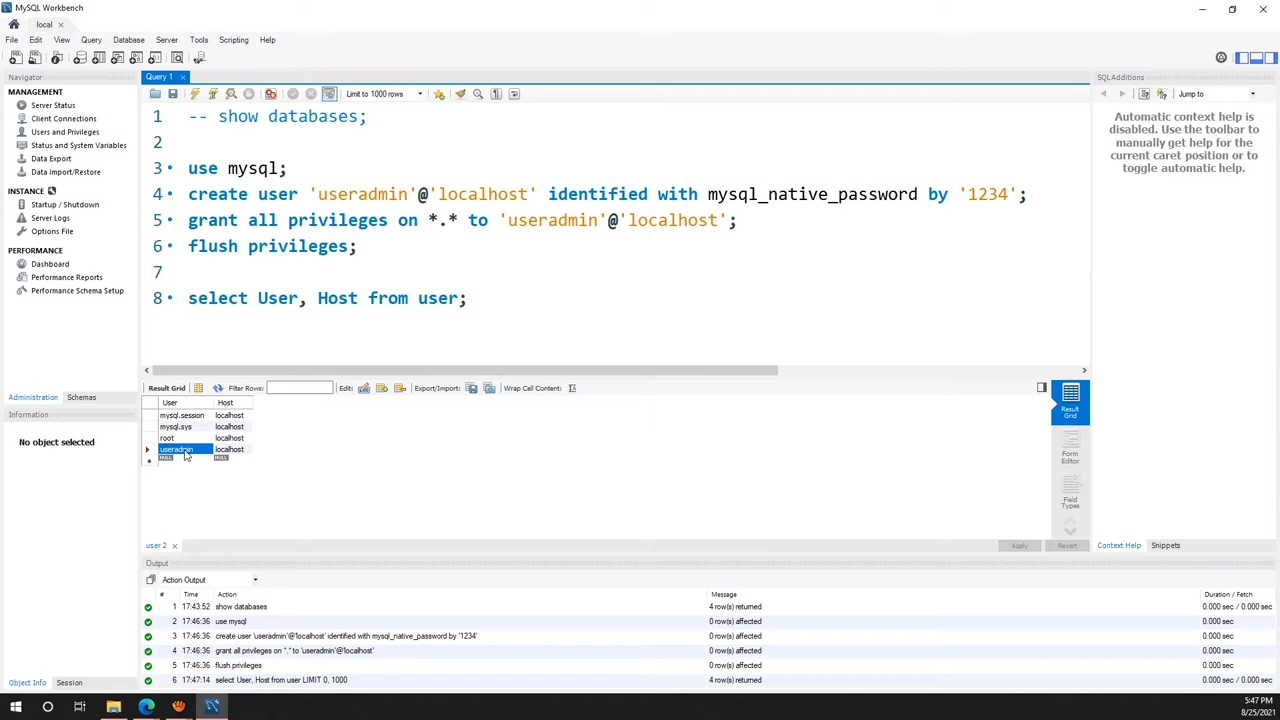 MySQL Workbench
local
File Edit View Query Database Server Tools Scripting Help
Navigator
MANAGEMENT
Server Status
Client Connections
Users and Privileges
Status and System Variables
Data Export
Data Import/Restore
INSTANCE
Startup / Shutdown
Server Logs
Options File
PERFORMANCE
Dashboard
Performance Reports
Performance Schema Setup
Administration Schemas
Information
No object selected
Object Info Session
Query 1
Limit to 1000 rows
1 -- show databases;
2
3 use mysql;
4 create user 'useradmin'@'localhost' identified with mysql_native_password by '1234';
5 grant all privileges on *.* to 'useradmin'@'localhost';
6 flush privileges;
7
8 select User, Host from user;
Result Grid Filter Rows: Edit: Export/Import: Wrap Cell Content:
User Host
mysql.session localhost
mysql.sys localhost
root localhost
useradmin localhost
NULL NULL
Result Grid
Form Editor
Field Types
user 2 Apply Revert
SQL Additions
Jump to
Automatic context help is
disabled. Use the toolbar to
manually get help for the
current caret position or to
toggle automatic help.
Context Help Snippets
Output
Action Output
# Time Action Message Duration / Fetch
1 17:43:52 show databases 4 row(s) returned 0.000 sec / 0.000 sec
2 17:46:36 use mysql 0 row(s) affected 0.000 sec
3 17:46:36 create user 'useradmin'@'localhost' identified with mysql_native_password by '1234' 0 row(s) affected 0.000 sec
4 17:46:36 grant all privileges on *.* to 'useradmin'@'localhost' 0 row(s) affected 0.000 sec
5 17:46:36 flush privileges 0 row(s) affected 0.000 sec
6 17:47:14 select User, Host from user LIMIT 0, 1000 4 row(s) returned 0.000 sec / 0.000 sec
5:47 PM
8/25/2021